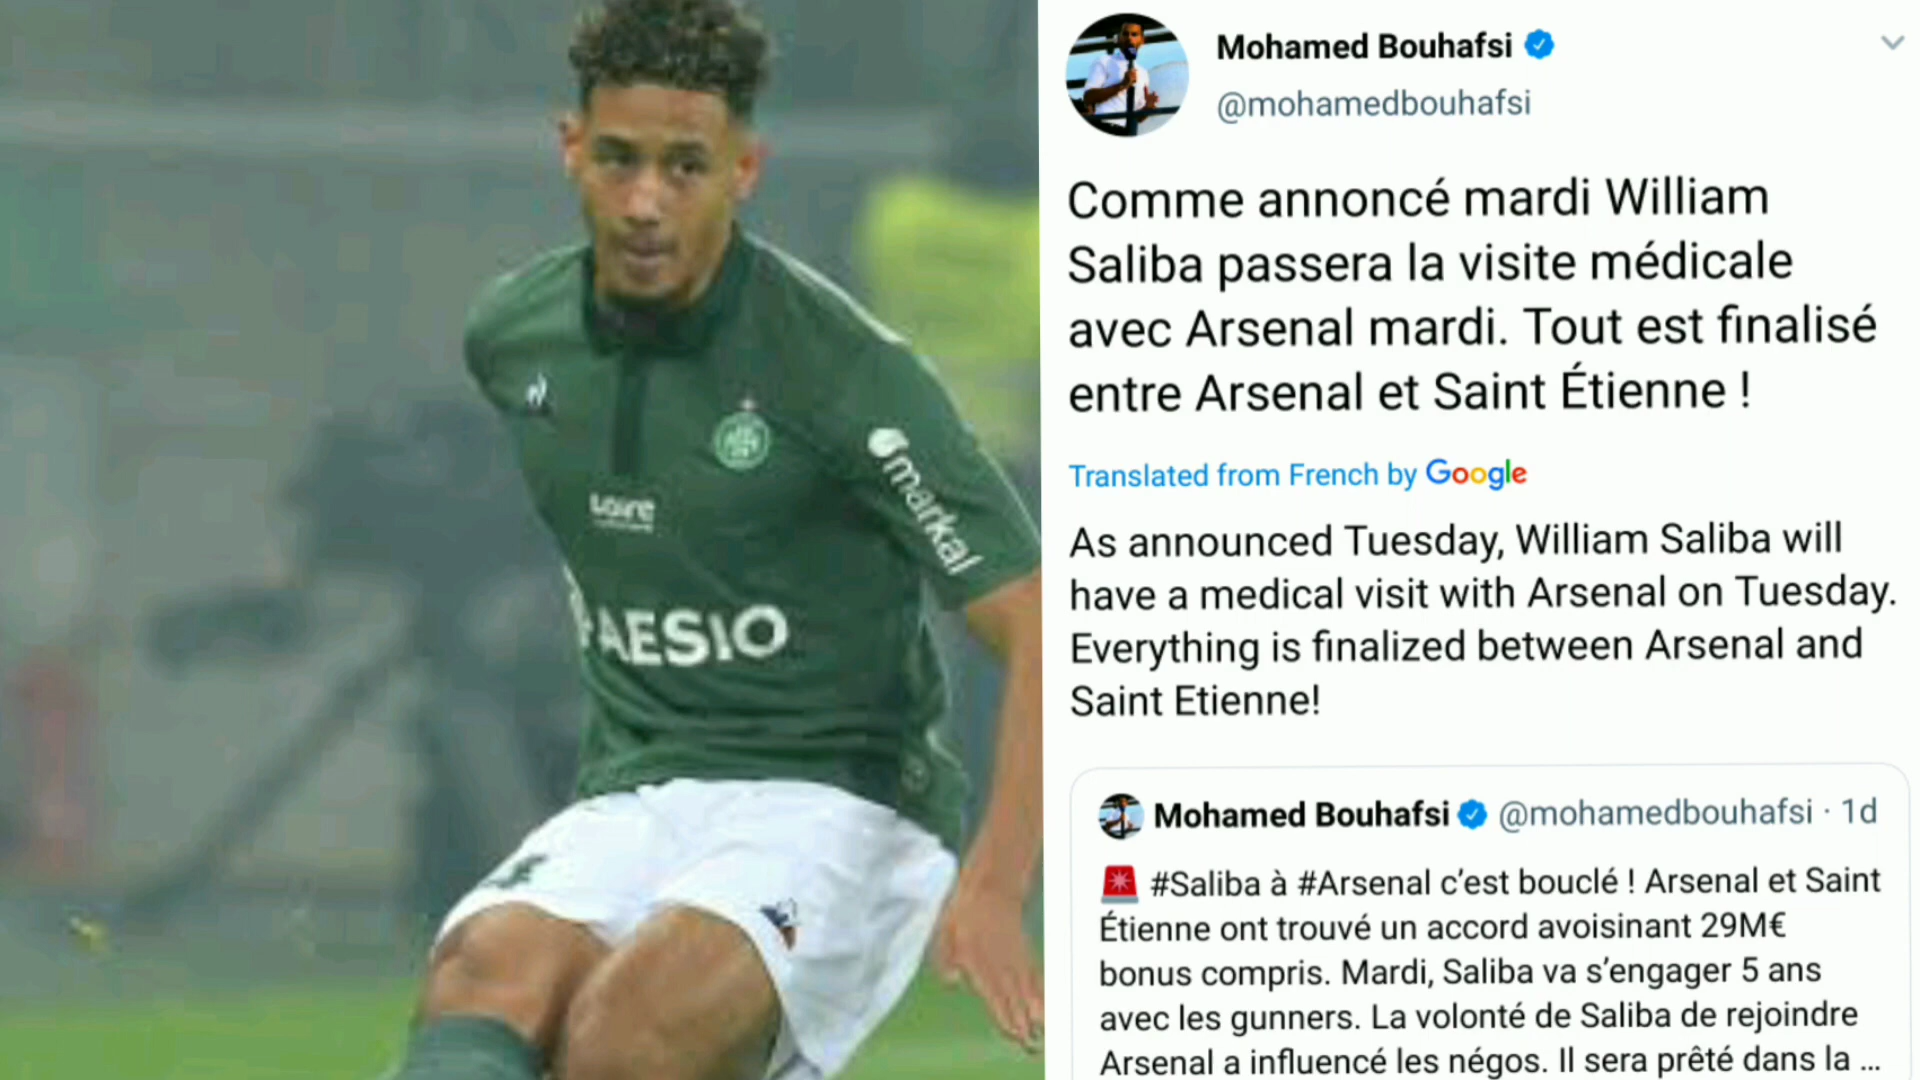 Mohamed Bouhafsi
@mohamedbouhafsi
Comme annoncé mardi William
Saliba passera la visite médicale
avec Arsenal mardi. Tout est finalisé
entre Arsenal et Saint Étienne !
Translated from French by Google
As announced Tuesday, William Saliba will
have a medical visit with Arsenal on Tuesday.
Everything is finalized between Arsenal and
Saint Etienne!
Mohamed Bouhafsi @mohamedbouhafsi · 1d
🚨 #Saliba à #Arsenal c’est bouclé ! Arsenal et Saint
Étienne ont trouvé un accord avoisinant 29M€
bonus compris. Mardi, Saliba va s’engager 5 ans
avec les gunners. La volonté de Saliba de rejoindre
Arsenal a influencé les négos. Il sera prêté dans la ...
markal
Loire
AESIO